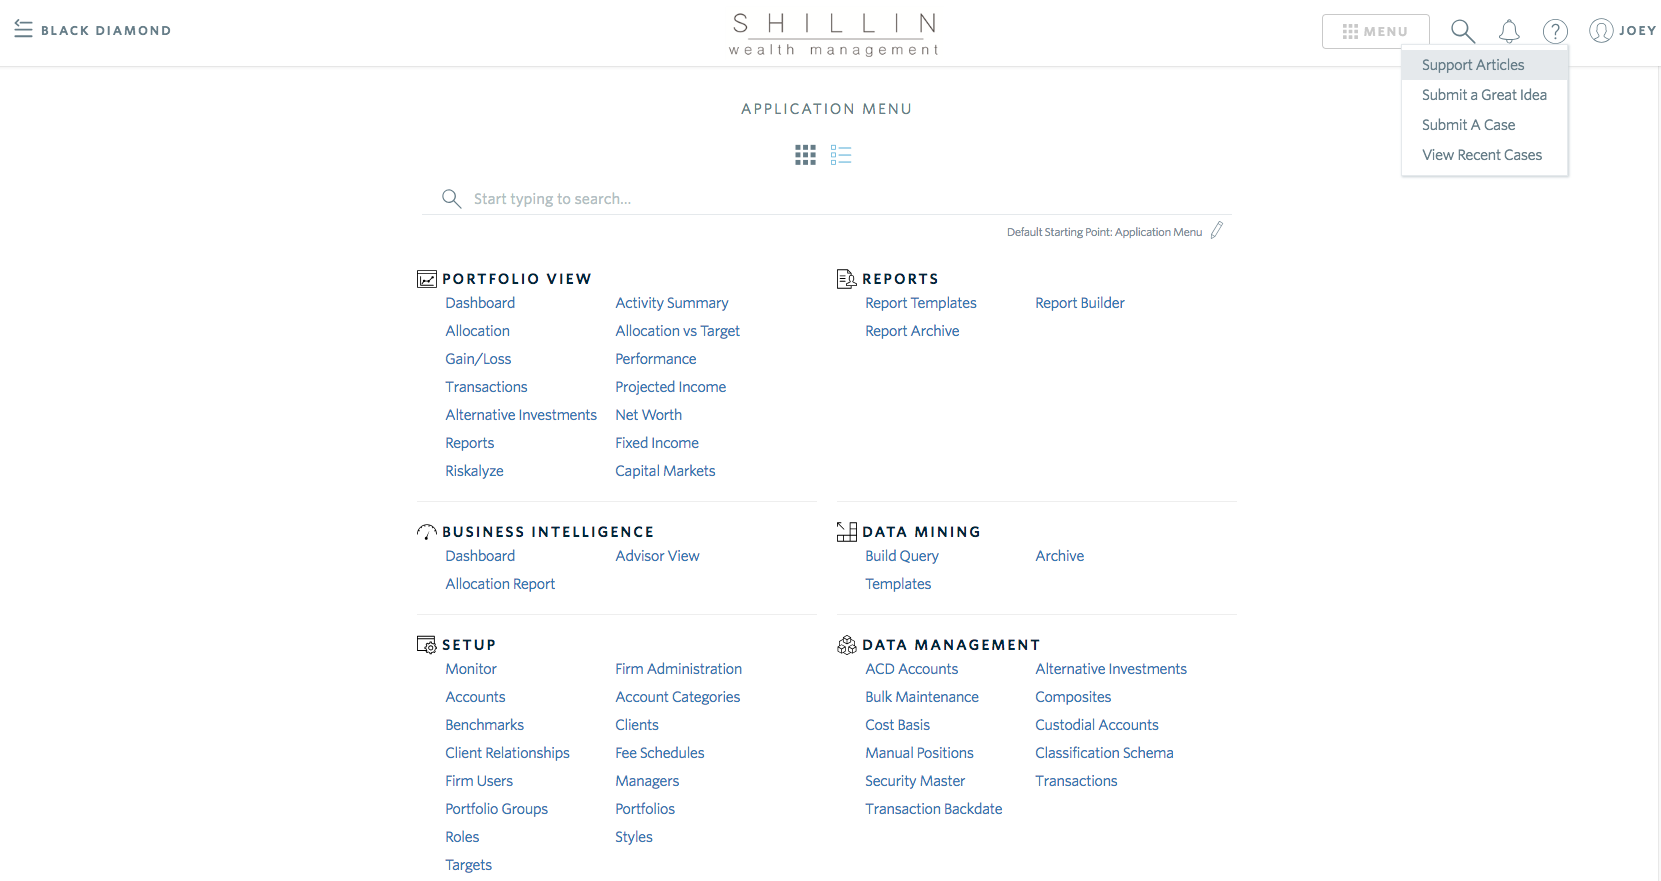 BLACK DIAMOND
SHILLIN
wealth management
MENU
?
JOEY
Support Articles
Submit a Great Idea
Submit A Case
View Recent Cases
APPLICATION MENU
Start typing to search...
Default Starting Point: Application Menu
PORTFOLIO VIEW
Dashboard Activity Summary
Allocation Allocation vs Target
Gain/Loss Performance
Transactions Projected Income
Alternative Investments Net Worth
Reports Fixed Income
Riskalyze Capital Markets
REPORTS
Report Templates Report Builder
Report Archive
BUSINESS INTELLIGENCE
Dashboard Advisor View
Allocation Report
DATA MINING
Build Query Archive
Templates
SETUP
Monitor Firm Administration
Accounts Account Categories
Benchmarks Clients
Client Relationships Fee Schedules
Firm Users Managers
Portfolio Groups Portfolios
Roles Styles
Targets
DATA MANAGEMENT
ACD Accounts Alternative Investments
Bulk Maintenance Composites
Cost Basis Custodial Accounts
Manual Positions Classification Schema
Security Master Transactions
Transaction Backdate